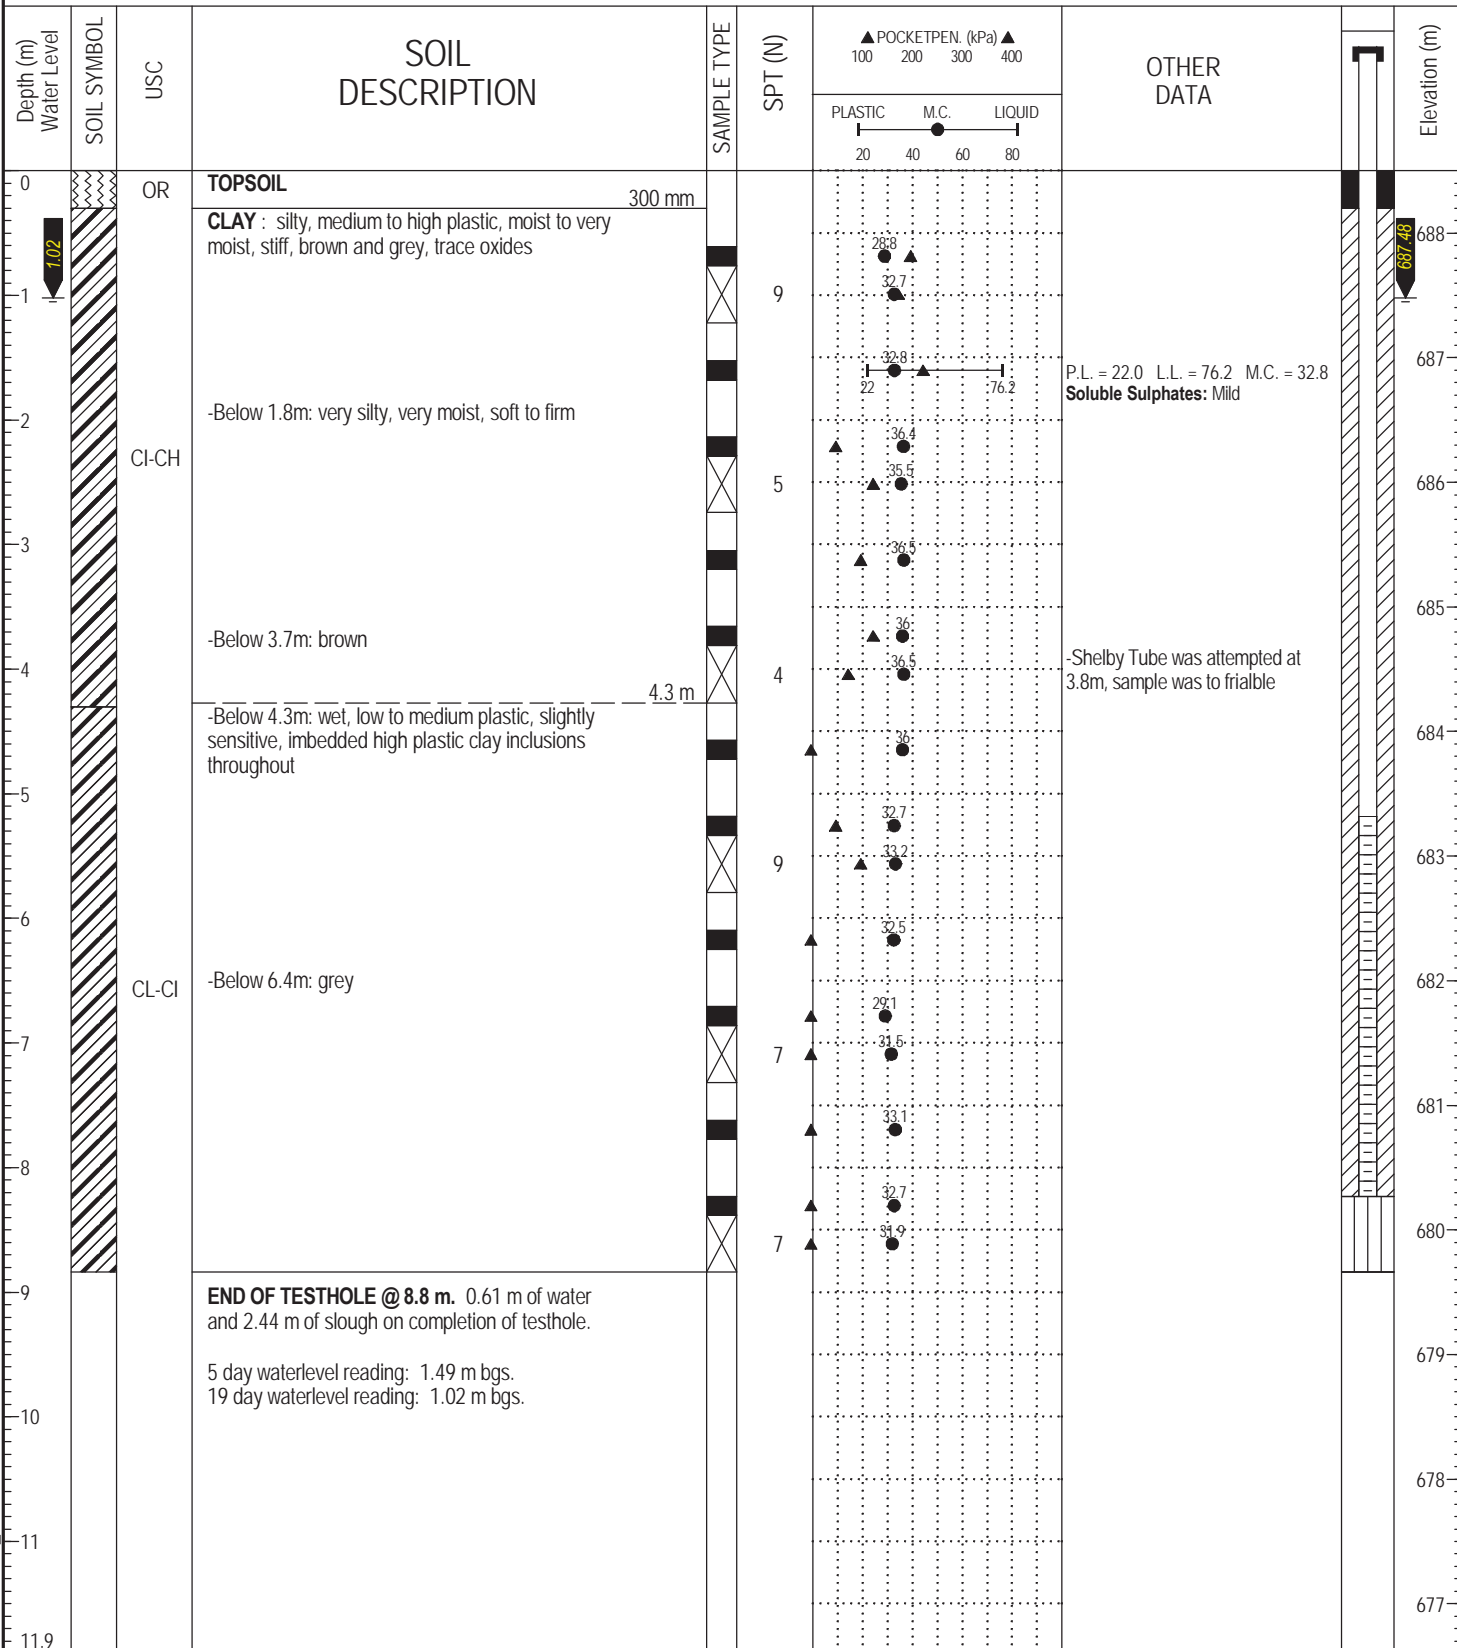 Depth (m)
Water Level
SOIL SYMBOL
USC
SOIL
DESCRIPTION
SAMPLE TYPE
SPT (N)
▲ POCKETPEN. (kPa) ▲
100 200 300 400
PLASTIC M.C. LIQUID
20 40 60 80
OTHER
DATA
Elevation (m)
0
OR
TOPSOIL
300 mm
CLAY : silty, medium to high plastic, moist to very
moist, stiff, brown and grey, trace oxides
1.02
28.8
688
687.48
1
9
32.7
32.8
22 76.2
P.L. = 22.0 L.L. = 76.2 M.C. = 32.8
Soluble Sulphates: Mild
687
-Below 1.8m: very silty, very moist, soft to firm
2
36.4
CI-CH
5
35.5
686
3
36.5
685
-Below 3.7m: brown
36
-Shelby Tube was attempted at
3.8m, sample was to frialble
4
4
36.5
4.3 m
-Below 4.3m: wet, low to medium plastic, slightly
sensitive, imbedded high plastic clay inclusions
throughout
36
684
5
32.7
9
33.2
683
6
32.5
-Below 6.4m: grey
CL-CI
682
29.1
7
7
31.5
33.1
681
8
32.7
7
31.9
680
9
END OF TESTHOLE @ 8.8 m. 0.61 m of water
and 2.44 m of slough on completion of testhole.
679
5 day waterlevel reading: 1.49 m bgs.
19 day waterlevel reading: 1.02 m bgs.
10
678
11
677
11.9